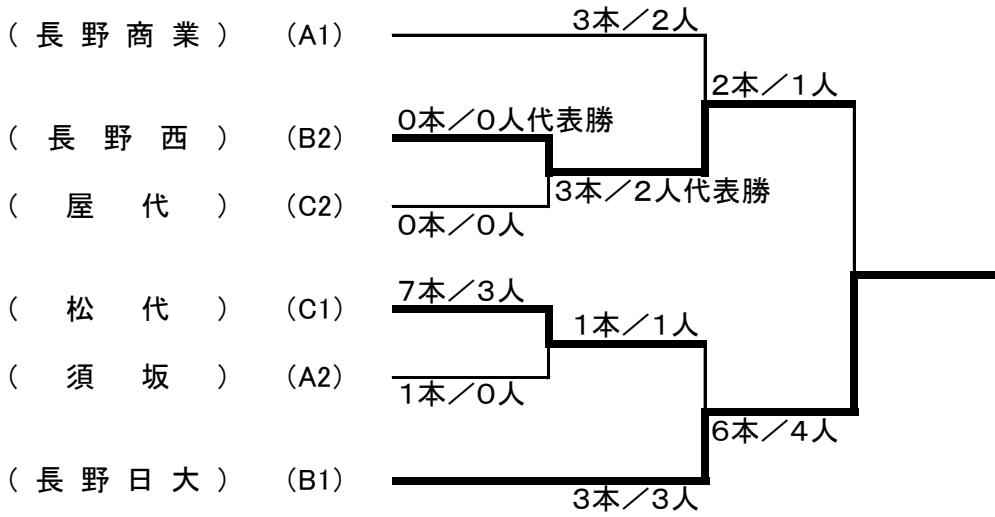 3本／2人
（ 長 野 商 業 ） （A1）
2本／1人
0本／0人代表勝
（ 長 野 西 ） （B2）
3本／2人代表勝
（ 屋 代 ） （C2）
0本／0人
7本／3人
（ 松 代 ） （C1）
1本／1人
（ 須 坂 ） （A2）
1本／0人
6本／4人
（ 長 野 日 大 ） （B1）
3本／3人